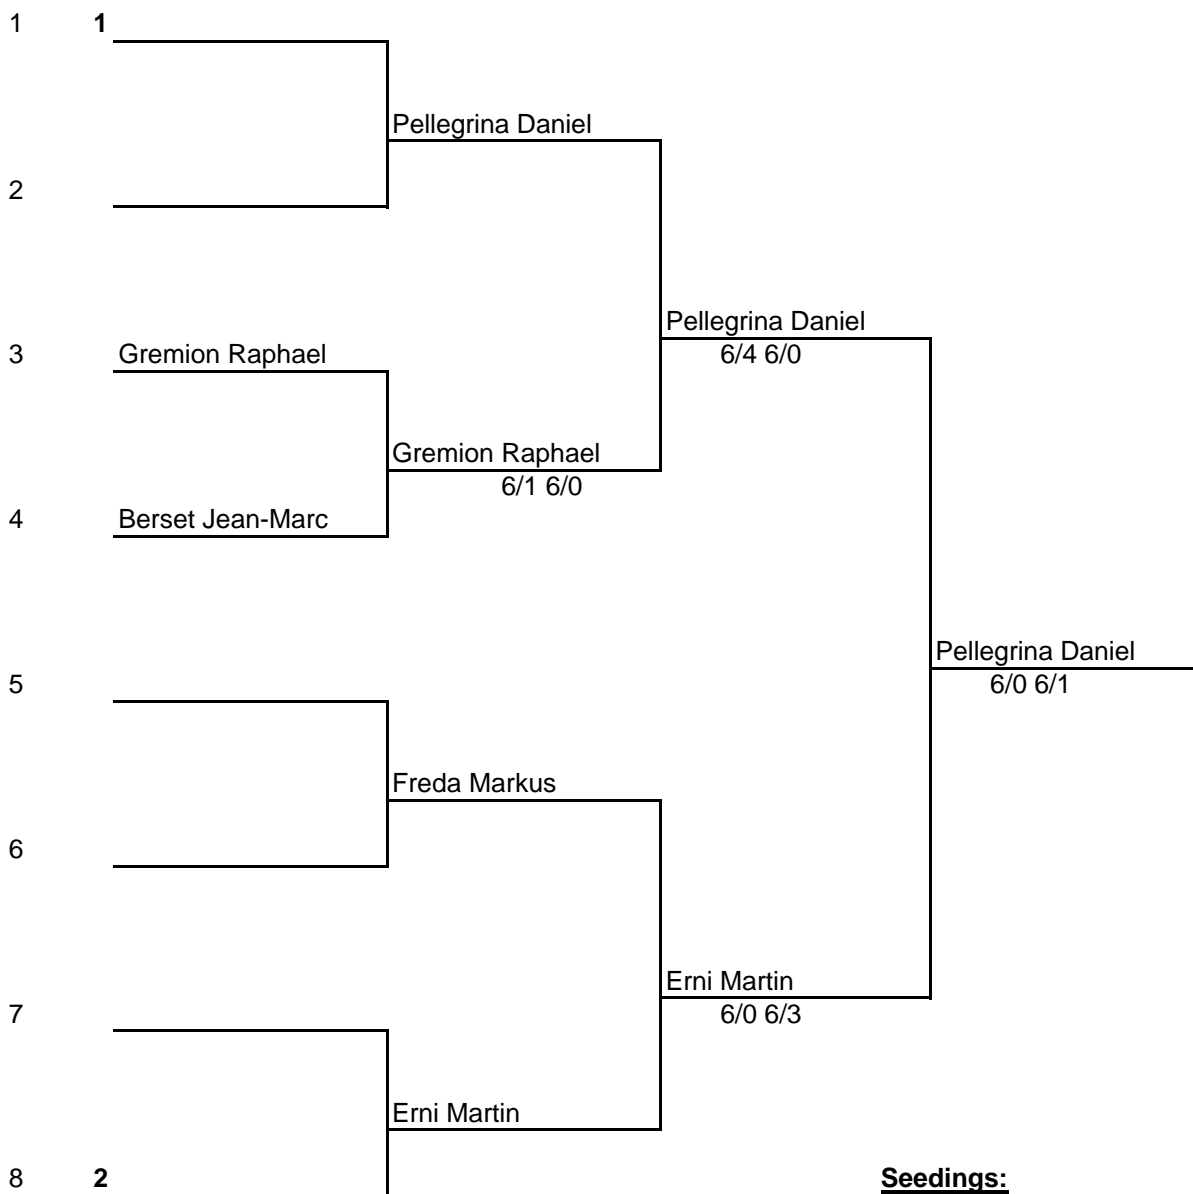 1 1
Pellegrina Daniel
2
Pellegrina Daniel
3 Gremion Raphael 6/4 6/0
Gremion Raphael
6/1 6/0
4 Berset Jean-Marc
Pellegrina Daniel
5 6/0 6/1
Freda Markus
6
Erni Martin
7 6/0 6/3
Erni Martin
8 2 Seedings: